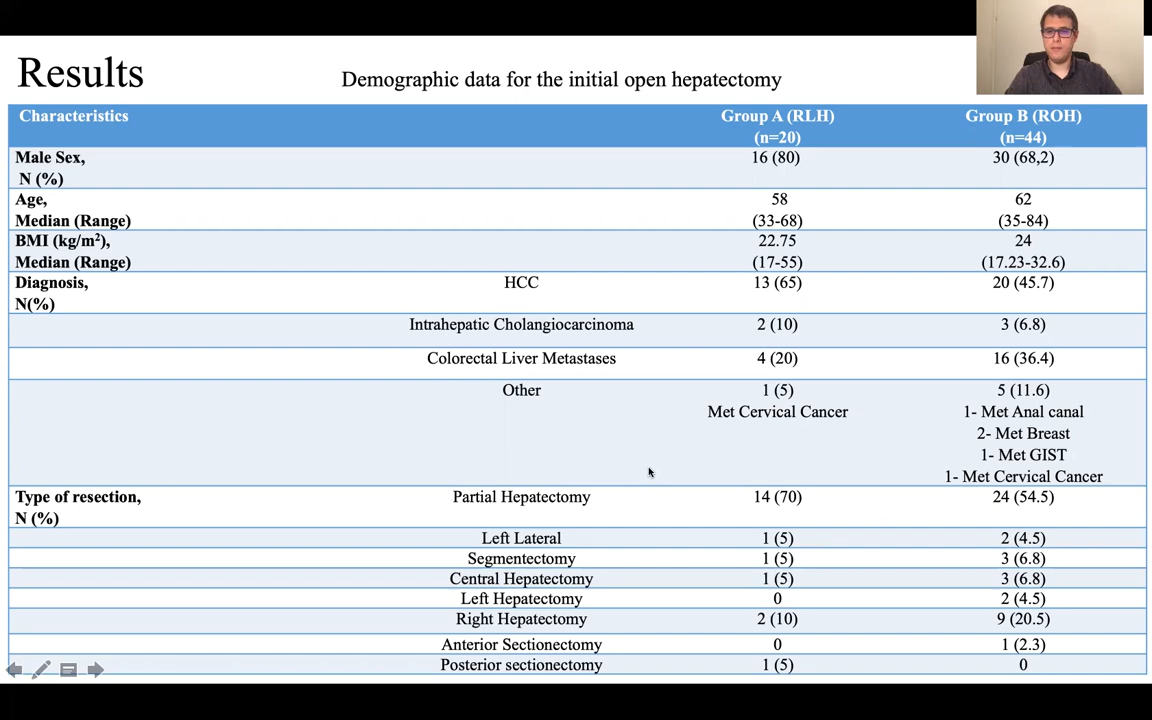 Results
Demographic data for the initial open hepatectomy
Characteristics Group A (RLH) Group B (ROH)
(n=20) (n=44)
Male Sex, 16 (80) 30 (68,2)
N (%)
Age, 58 62
Median (Range) (33-68) (35-84)
BMI (kg/m²), 22.75 24
Median (Range) (17-55) (17.23-32.6)
Diagnosis, HCC 13 (65) 20 (45.7)
N(%)
Intrahepatic Cholangiocarcinoma 2 (10) 3 (6.8)
Colorectal Liver Metastases 4 (20) 16 (36.4)
Other 1 (5) 5 (11.6)
Met Cervical Cancer 1- Met Anal canal
2- Met Breast
1- Met GIST
1- Met Cervical Cancer
Type of resection, Partial Hepatectomy 14 (70) 24 (54.5)
N (%)
Left Lateral 1 (5) 2 (4.5)
Segmentectomy 1 (5) 3 (6.8)
Central Hepatectomy 1 (5) 3 (6.8)
Left Hepatectomy 0 2 (4.5)
Right Hepatectomy 2 (10) 9 (20.5)
Anterior Sectionectomy 0 1 (2.3)
Posterior sectionectomy 1 (5) 0